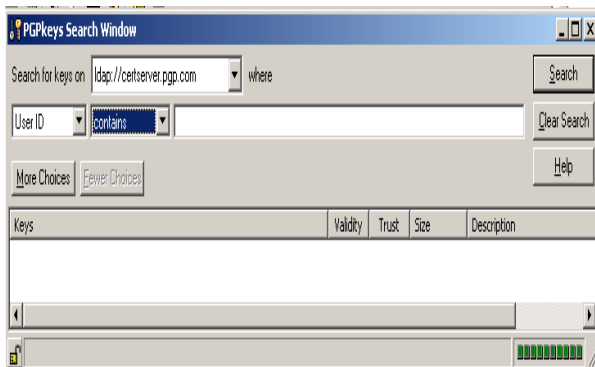 PGPkeys Search Window
Search for keys on ldap://certserver.pgp.com where Search
User ID contains Clear Search
Help
More Choices Fewer Choices
Keys Validity Trust Size Description